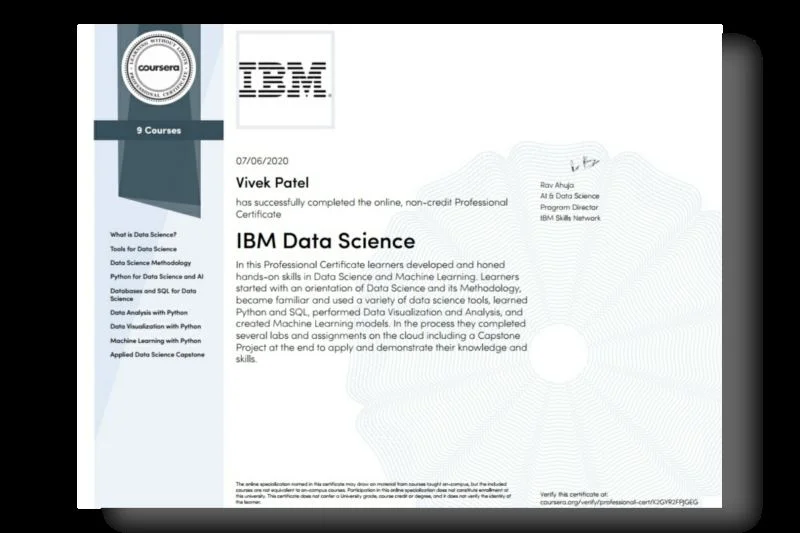 LEARNING WITHOUT LIMITS
coursera
PROFESSIONAL CERTIFICATE
9 Courses
What is Data Science?
Tools for Data Science
Data Science Methodology
Python for Data Science and AI
Databases and SQL for Data
Science
Data Analysis with Python
Data Visualization with Python
Machine Learning with Python
Applied Data Science Capstone
IBM
07/06/2020
Vivek Patel
has successfully completed the online, non-credit Professional
Certificate
IBM Data Science
In this Professional Certificate learners developed and honed
hands-on skills in Data Science and Machine Learning. Learners
started with an orientation of Data Science and its Methodology,
became familiar and used a variety of data science tools, learned
Python and SQL, performed Data Visualization and Analysis, and
created Machine Learning models. In the process they completed
several labs and assignments on the cloud including a Capstone
Project at the end to apply and demonstrate their knowledge and
skills.
Rav Ahuja
AI & Data Science
Program Director
IBM Skills Network
The online specialization named in this certificate may draw on material from courses taught on-campus, but the included
courses are not equivalent to on-campus courses. Participation in this online specialization does not constitute enrollment at
this university. This certificate does not confer a University grade, course credit or degree, and it does not verify the identity of
the learner.
Verify this certificate at:
coursera.org/verify/professional-cert/K2GYR2FPJGEG